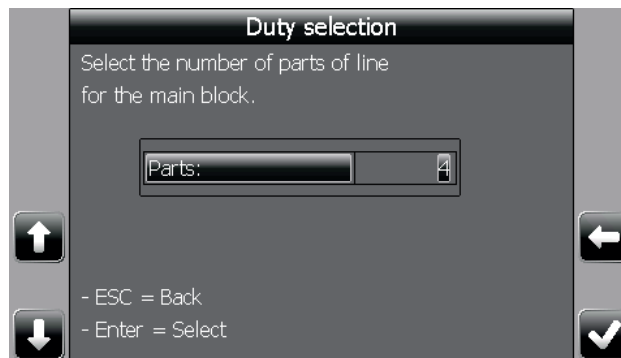 Duty selection
Select the number of parts of line
for the main block.
Parts: 4
- ESC = Back
- Enter = Select